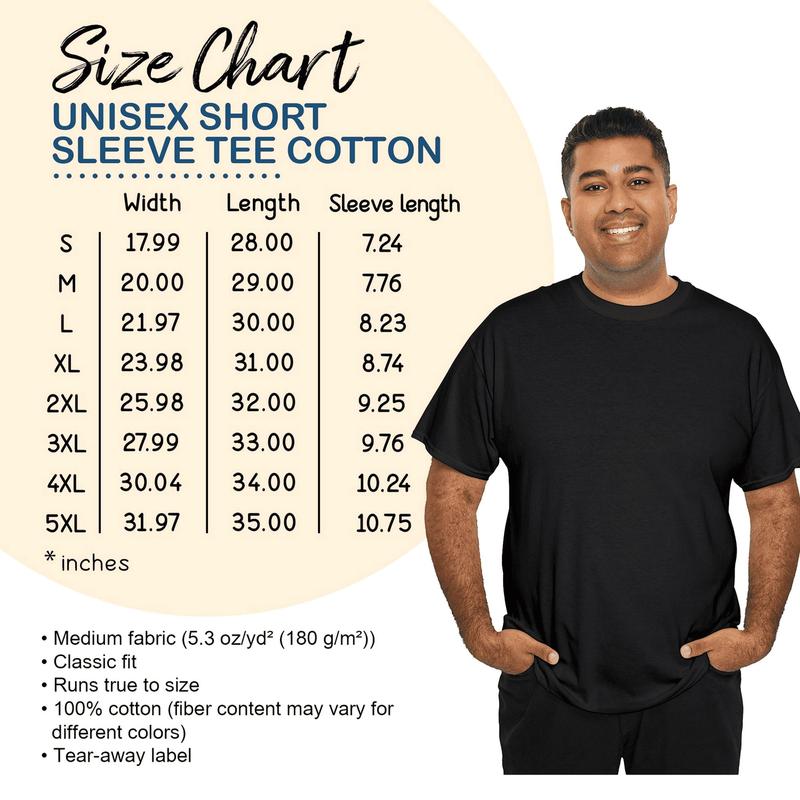 Size Chart
UNISEX SHORT
SLEEVE TEE COTTON
Width Length Sleeve length
S 17.99 28.00 7.24
M 20.00 29.00 7.76
L 21.97 30.00 8.23
XL 23.98 31.00 8.74
2XL 25.98 32.00 9.25
3XL 27.99 33.00 9.76
4XL 30.04 34.00 10.24
5XL 31.97 35.00 10.75
* inches
• Medium fabric (5.3 oz/yd² (180 g/m²))
• Classic fit
• Runs true to size
• 100% cotton (fiber content may vary for
different colors)
• Tear-away label